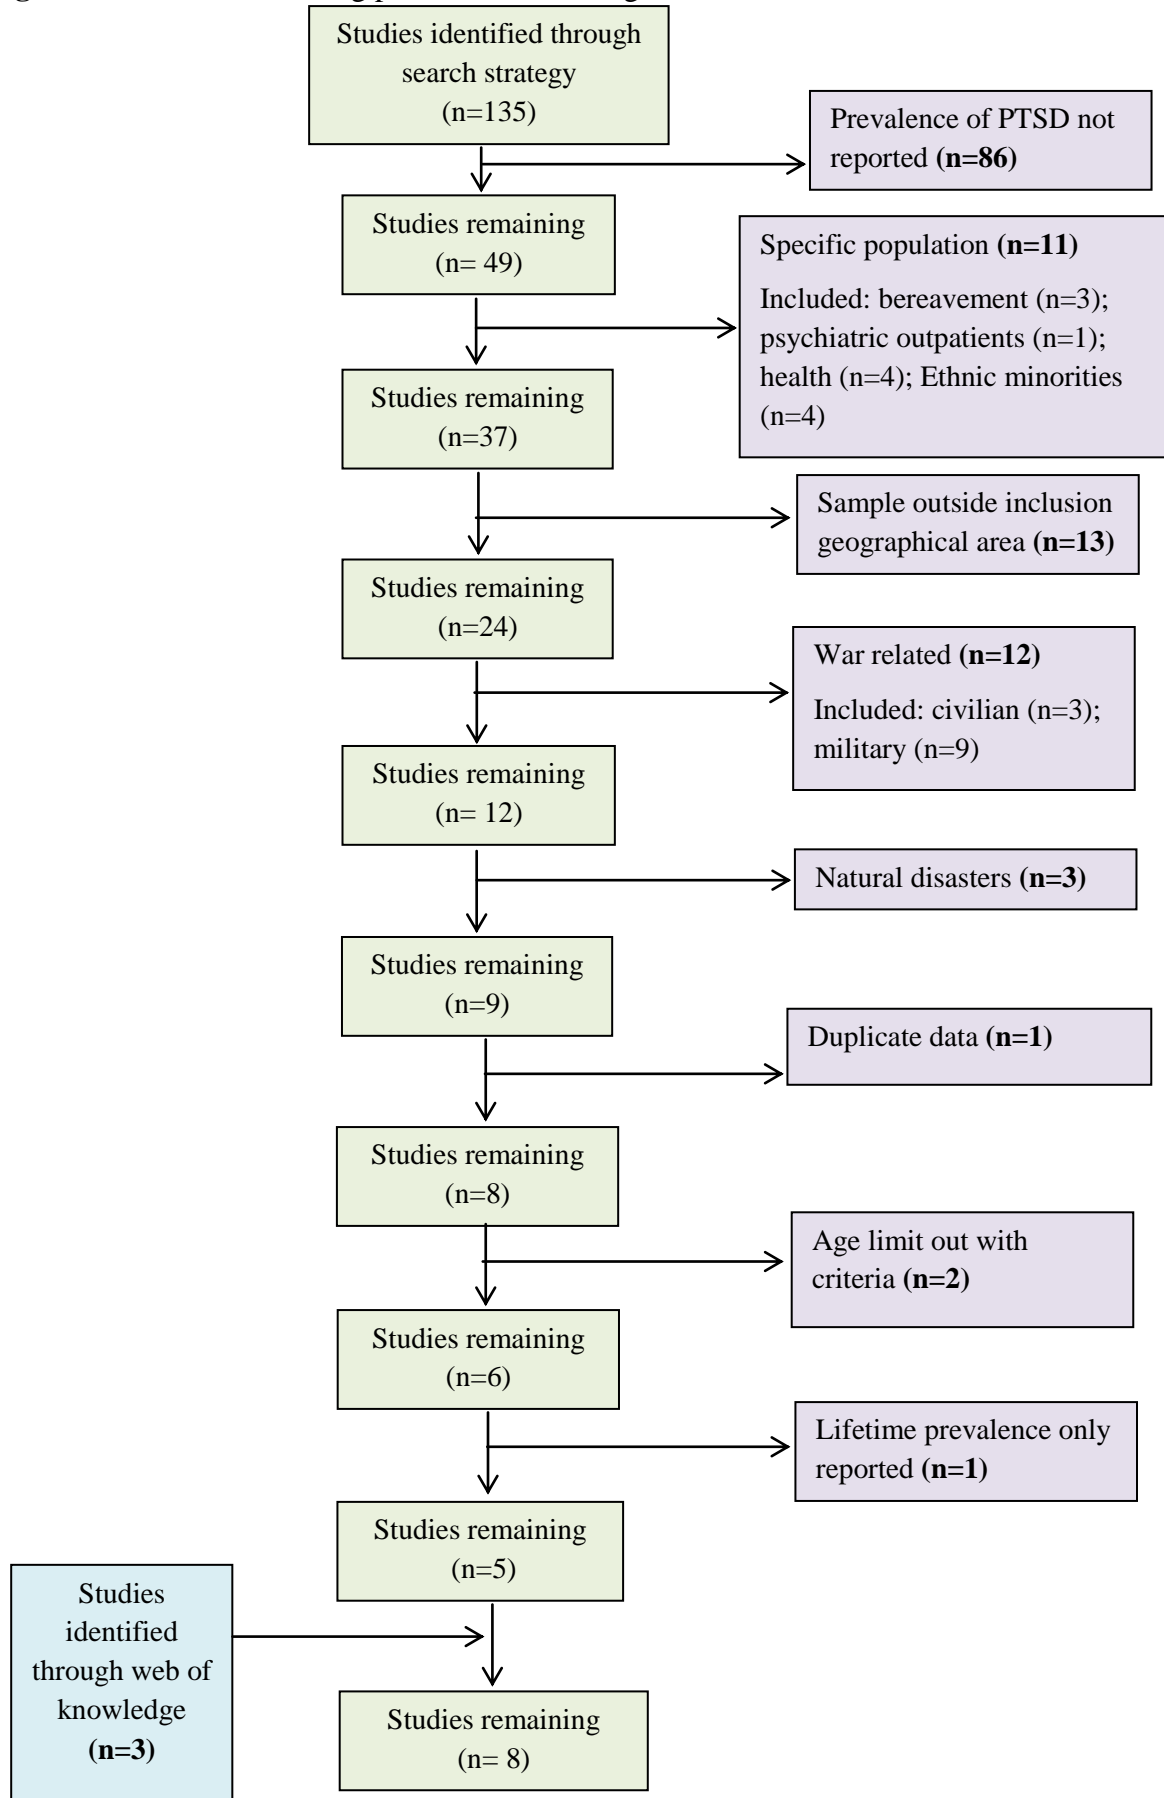 Studies identified through
search strategy
(n=135)
Prevalence of PTSD not
reported (n=86)
Studies remaining
(n= 49)
Specific population (n=11)
Included: bereavement (n=3);
psychiatric outpatients (n=1);
health (n=4); Ethnic minorities
(n=4)
Studies remaining
(n=37)
Sample outside inclusion
geographical area (n=13)
Studies remaining
(n=24)
War related (n=12)
Included: civilian (n=3);
military (n=9)
Studies remaining
(n= 12)
Natural disasters (n=3)
Studies remaining
(n=9)
Duplicate data (n=1)
Studies remaining
(n=8)
Age limit out with
criteria (n=2)
Studies remaining
(n=6)
Lifetime prevalence only
reported (n=1)
Studies remaining
(n=5)
Studies
identified
through web of
knowledge
(n=3)
Studies remaining
(n= 8)